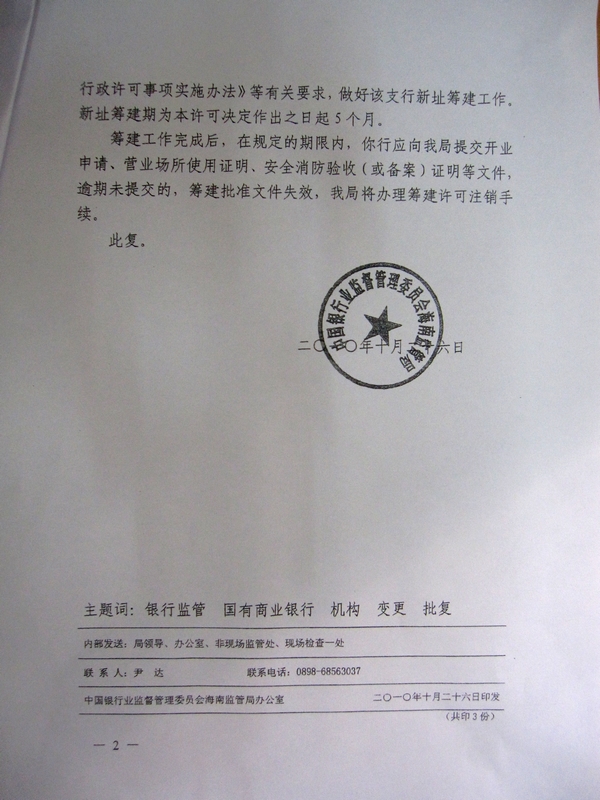 行政许可事项实施办法》等有关要求，做好该支行新址筹建工作。
新址筹建期为本许可决定作出之日起5个月。
筹建工作完成后，在规定的期限内，你行应向我局提交开业
申请、营业场所使用证明、安全消防验收（或备案）证明等文件，
逾期未提交的，筹建批准文件失效，我局将办理筹建许可注销手
续。
此复。
中国银行业监督管理委员会海南监管局
二〇一〇年十月二十六日
主题词：银行监管 国有商业银行 机构 变更 批复
内部发送：局领导、办公室、非现场监管处、现场检查一处
联系人：尹 达 联系电话：0898-68563037
中国银行业监督管理委员会海南监管局办公室 二〇一〇年十月二十六日印发
（共印3份）
— 2 —